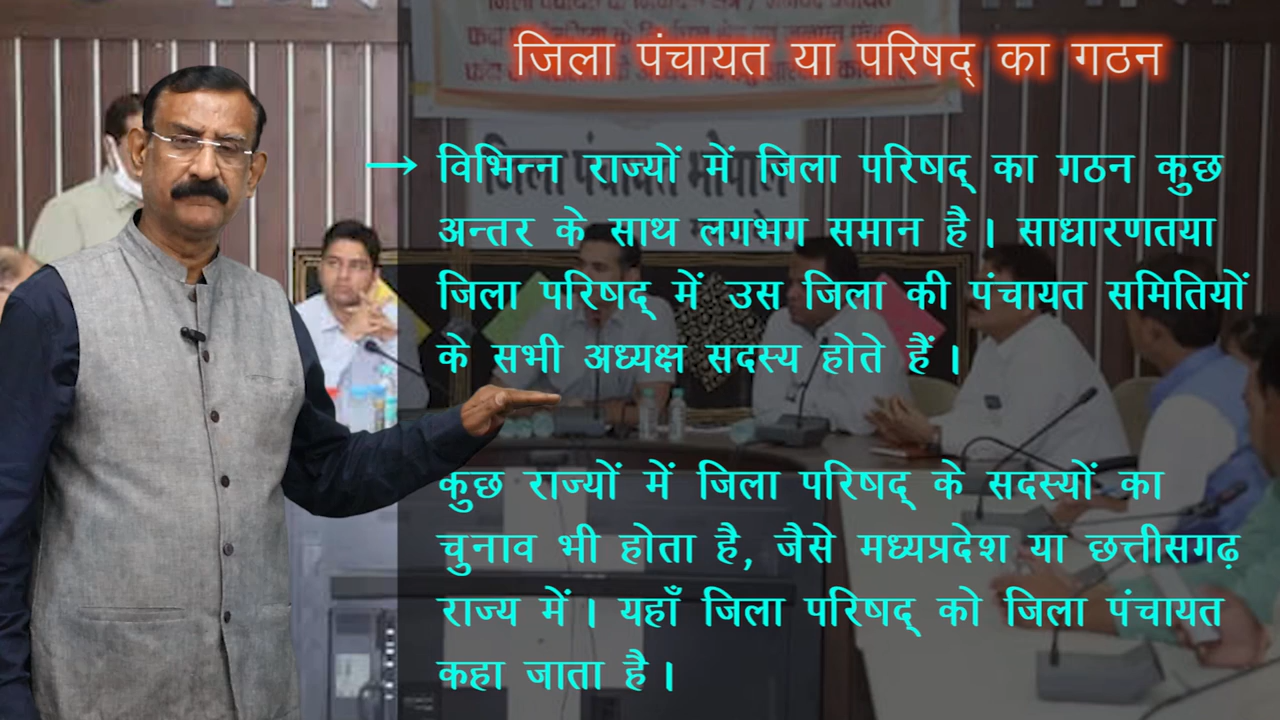 जिला पंचायत या परिषद् का गठन
→ विभिन्न राज्यों में जिला परिषद् का गठन कुछ
अन्तर के साथ लगभग समान है। साधारणतया
जिला परिषद् में उस जिला की पंचायत समितियों
के सभी अध्यक्ष सदस्य होते हैं।
कुछ राज्यों में जिला परिषद् के सदस्यों का
चुनाव भी होता है, जैसे मध्यप्रदेश या छत्तीसगढ़
राज्य में। यहाँ जिला परिषद् को जिला पंचायत
कहा जाता है।
जिला पंचायत भोपाल